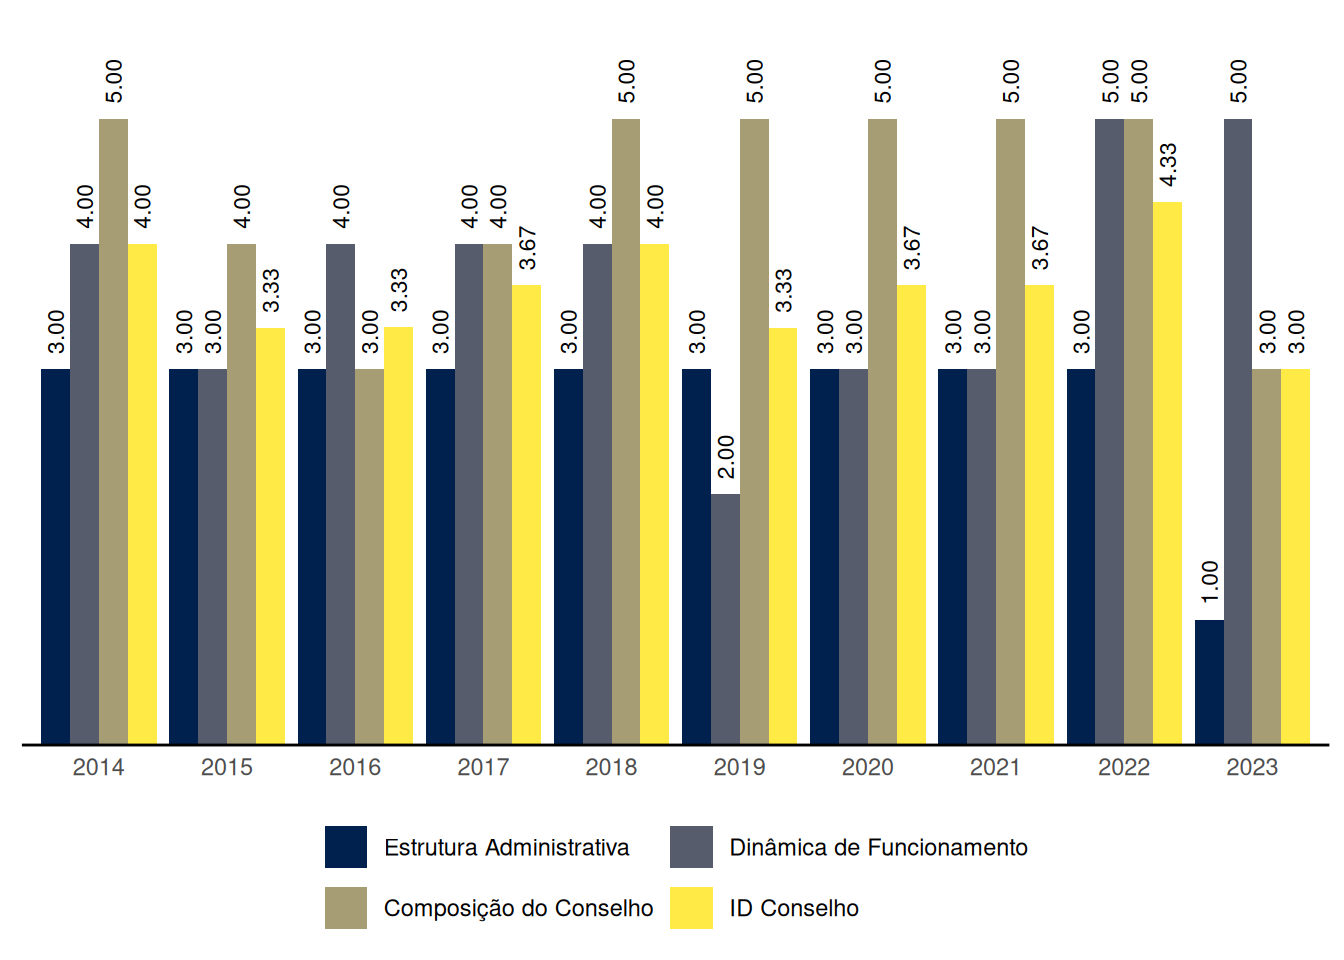 3.00 4.00 5.00 4.00
3.00 3.00 4.00 3.33
3.00 4.00 3.00 3.33
3.00 4.00 4.00 3.67
3.00 4.00 5.00 4.00
3.00 2.00 5.00 3.33
3.00 3.00 5.00 3.67
3.00 3.00 5.00 3.67
3.00 5.00 5.00 4.33
1.00 5.00 3.00 3.00
2014 2015 2016 2017 2018 2019 2020 2021 2022 2023
Estrutura Administrativa Dinâmica de Funcionamento
Composição do Conselho ID Conselho